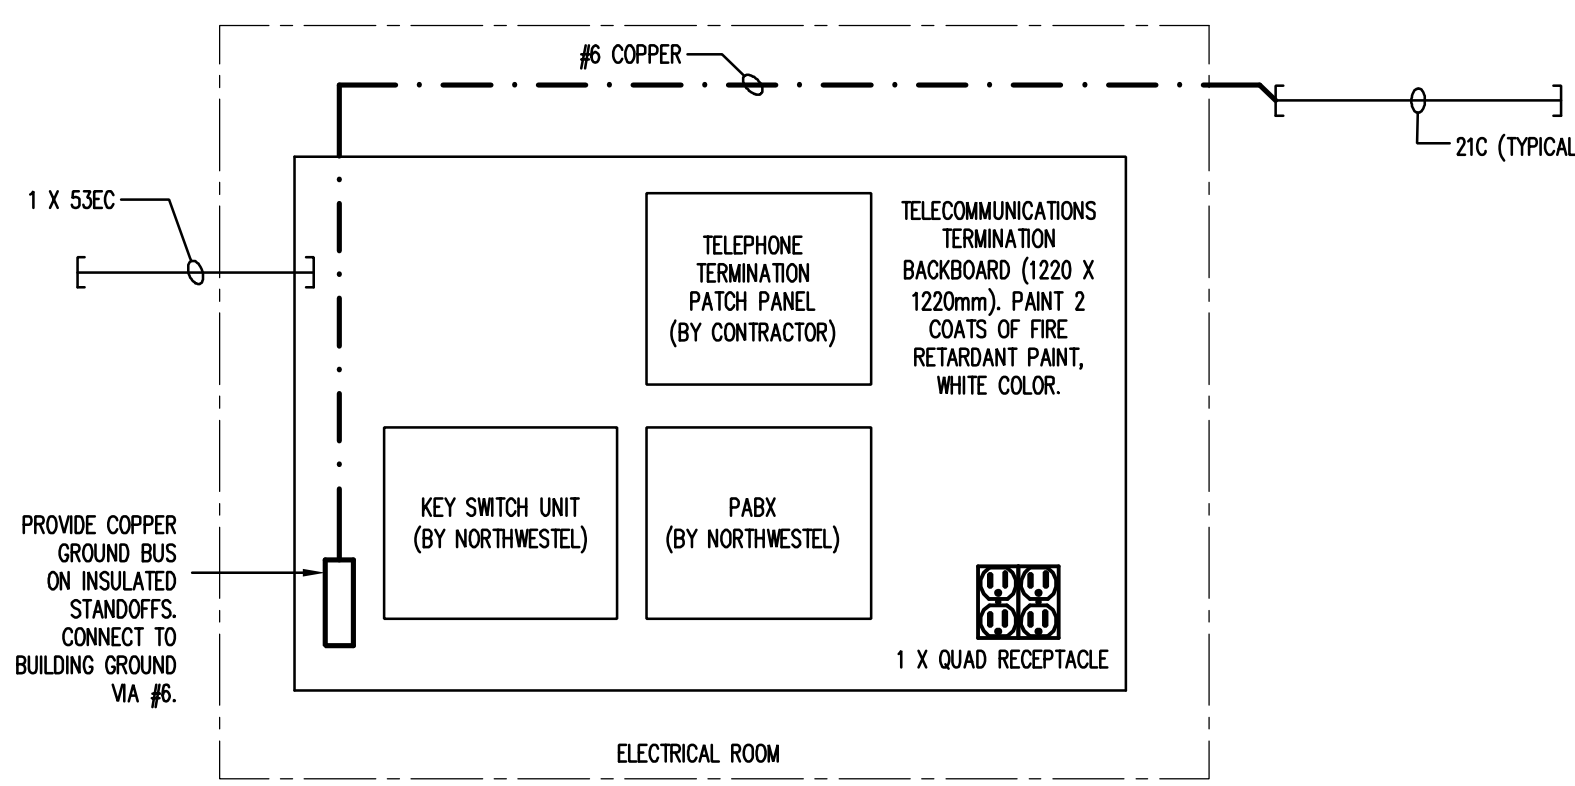 #6 COPPER
21C (TYPICAL
1 X 53EC
TELEPHONE
TERMINATION
PATCH PANEL
(BY CONTRACTOR)
TELECOMMUNICATIONS
TERMINATION
BACKBOARD (1220 X
1220mm). PAINT 2
COATS OF FIRE
RETARDANT PAINT,
WHITE COLOR.
KEY SWITCH UNIT
(BY NORTHWESTEL)
PABX
(BY NORTHWESTEL)
PROVIDE COPPER
GROUND BUS
ON INSULATED
STANDOFFS.
CONNECT TO
BUILDING GROUND
VIA #6.
1 X QUAD RECEPTACLE
ELECTRICAL ROOM